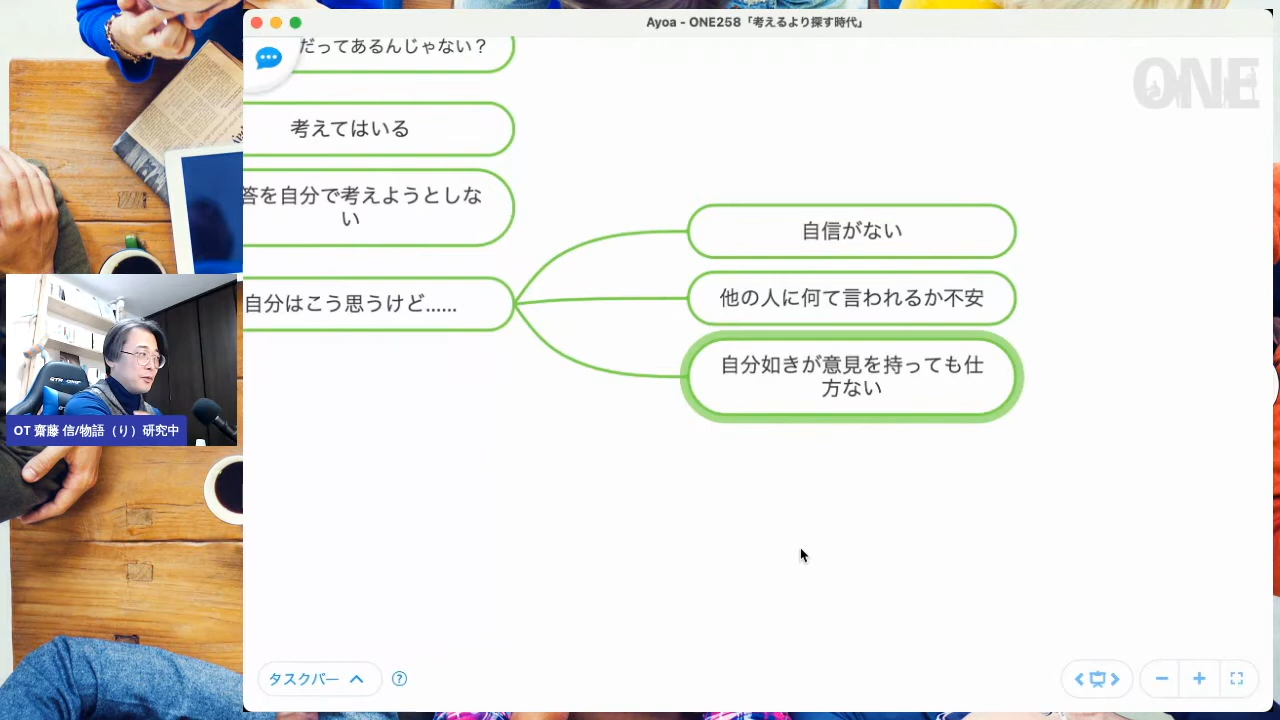 Ayoa - ONE258「考えるより探す時代」
だってあるんじゃない？
ONE
考えてはいる
答を自分で考えようとしな
い
自分はこう思うけど......
自信がない
他の人に何て言われるか不安
自分如きが意見を持っても仕
方ない
OT 齋藤 信/物語（り）研究中
タスクバー
?